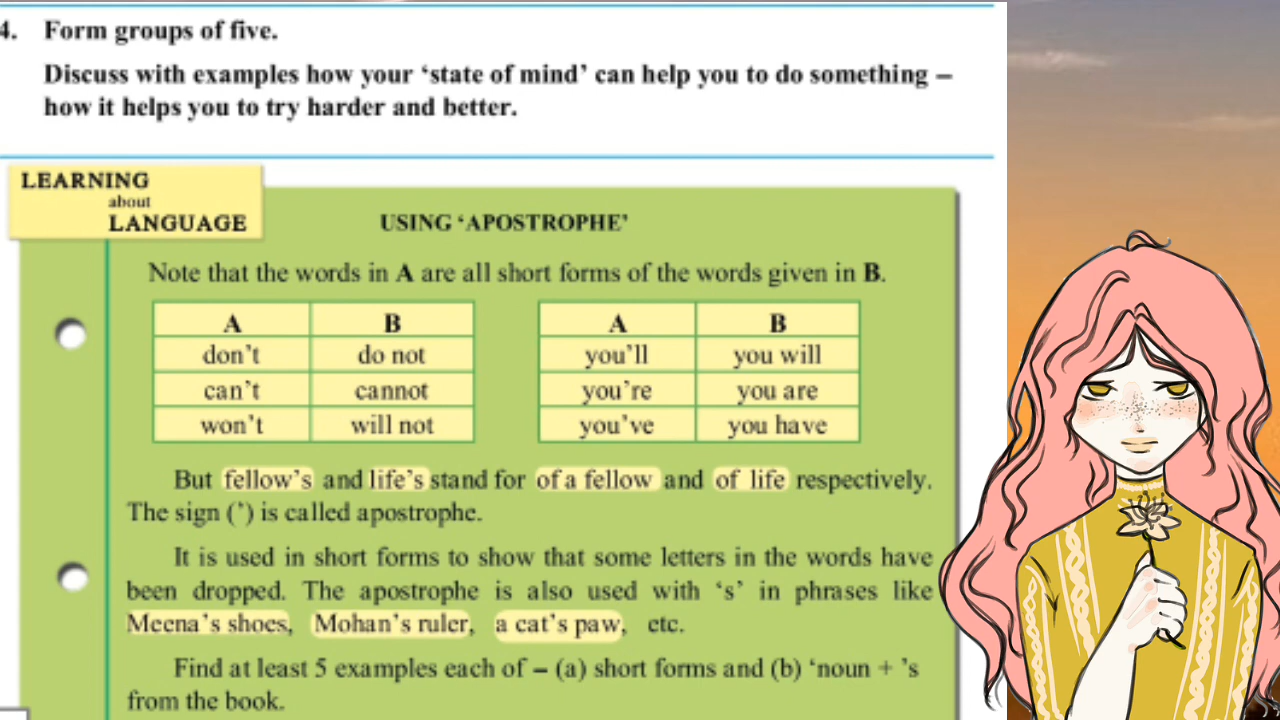 4. Form groups of five.
Discuss with examples how your ‘state of mind’ can help you to do something –
how it helps you to try harder and better.
LEARNING
about
LANGUAGE
USING ‘APOSTROPHE’
Note that the words in A are all short forms of the words given in B.
A B A B
don’t do not you’ll you will
can’t cannot you’re you are
won’t will not you’ve you have
But fellow’s and life’s stand for of a fellow and of life respectively.
The sign (’) is called apostrophe.
It is used in short forms to show that some letters in the words have
been dropped. The apostrophe is also used with ‘s’ in phrases like
Meena’s shoes, Mohan’s ruler, a cat’s paw, etc.
Find at least 5 examples each of – (a) short forms and (b) ‘noun + ’s
from the book.